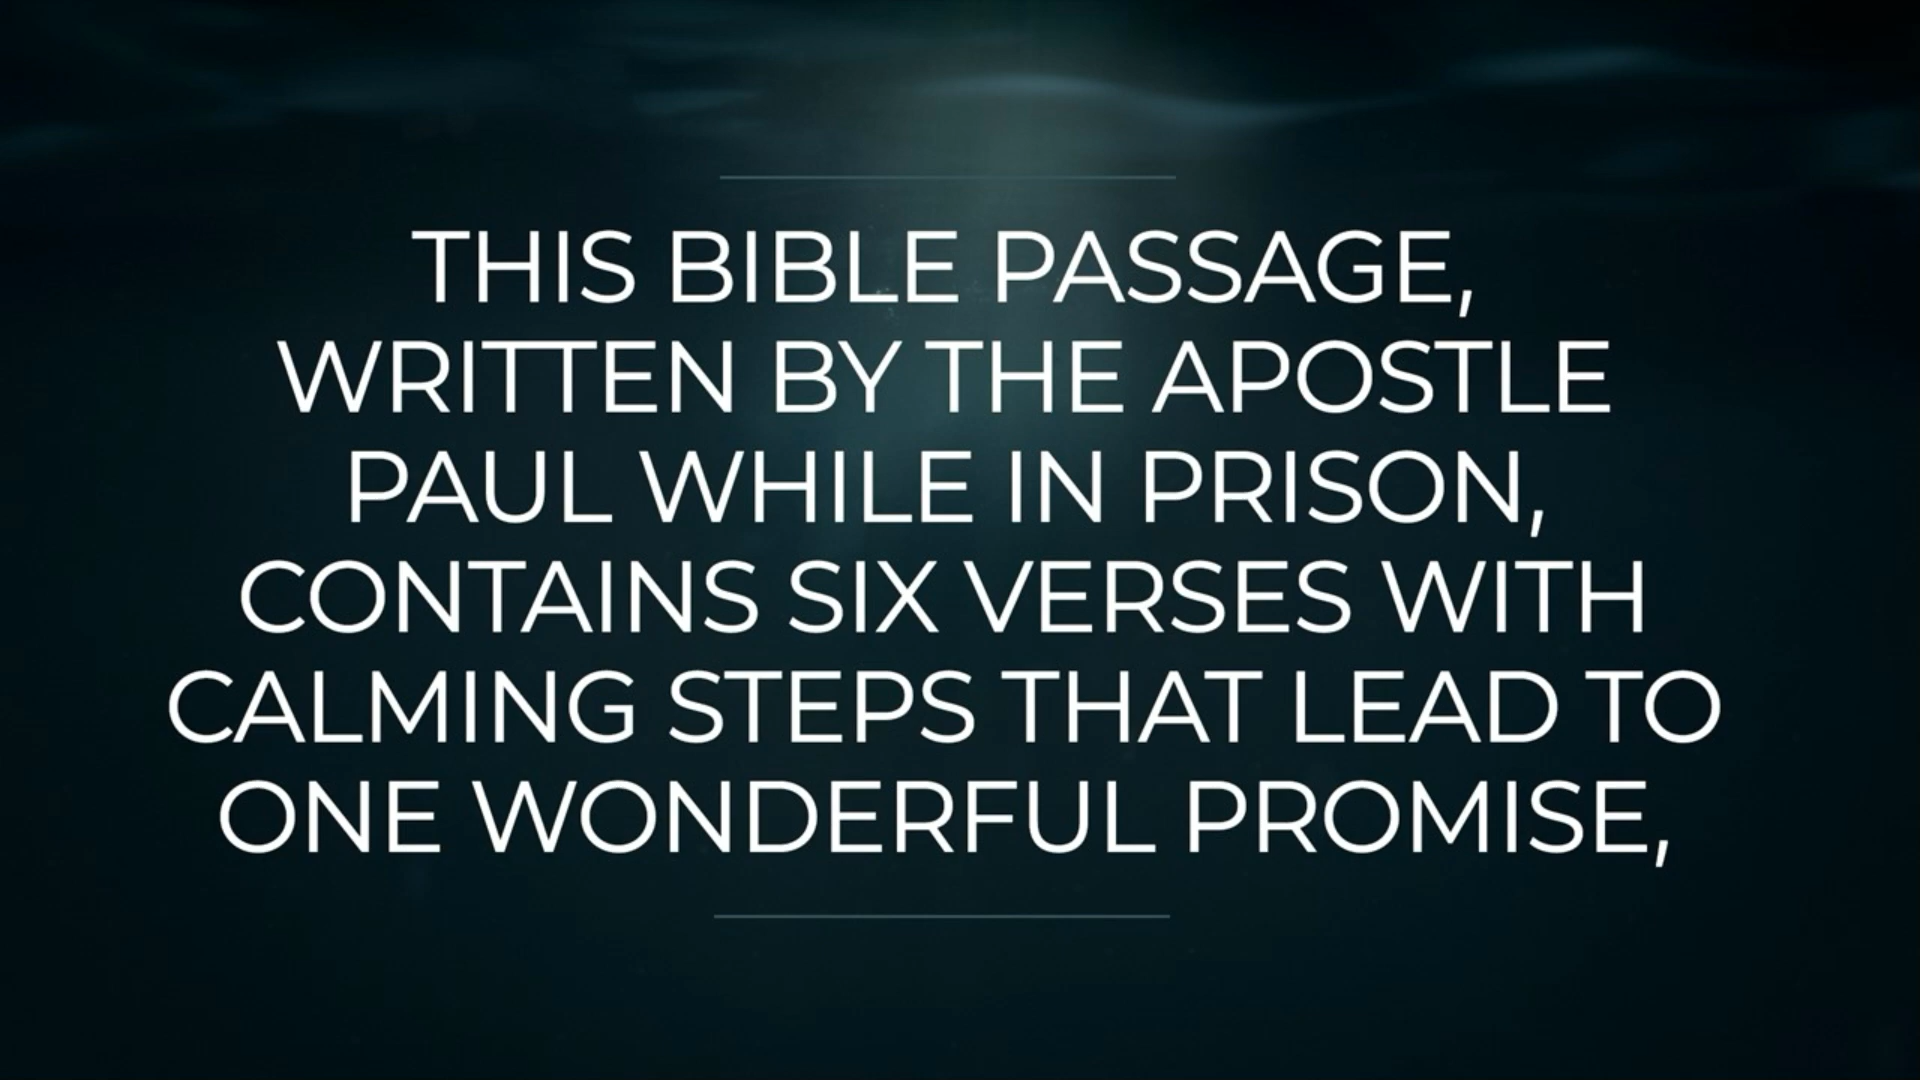 THIS BIBLE PASSAGE,
WRITTEN BY THE APOSTLE
PAUL WHILE IN PRISON,
CONTAINS SIX VERSES WITH
CALMING STEPS THAT LEAD TO
ONE WONDERFUL PROMISE,